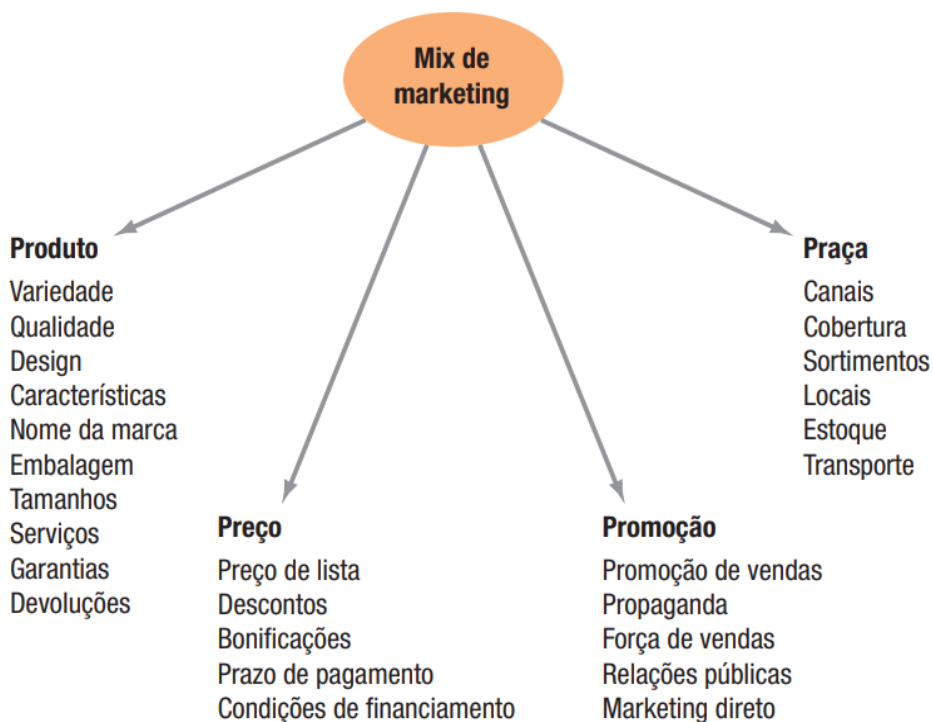 Mix de
marketing
Produto
Variedade
Qualidade
Design
Características
Nome da marca
Embalagem
Tamanhos
Serviços
Garantias
Devoluções
Preço
Preço de lista
Descontos
Bonificações
Prazo de pagamento
Condições de financiamento
Promoção
Promoção de vendas
Propaganda
Força de vendas
Relações públicas
Marketing direto
Praça
Canais
Cobertura
Sortimentos
Locais
Estoque
Transporte